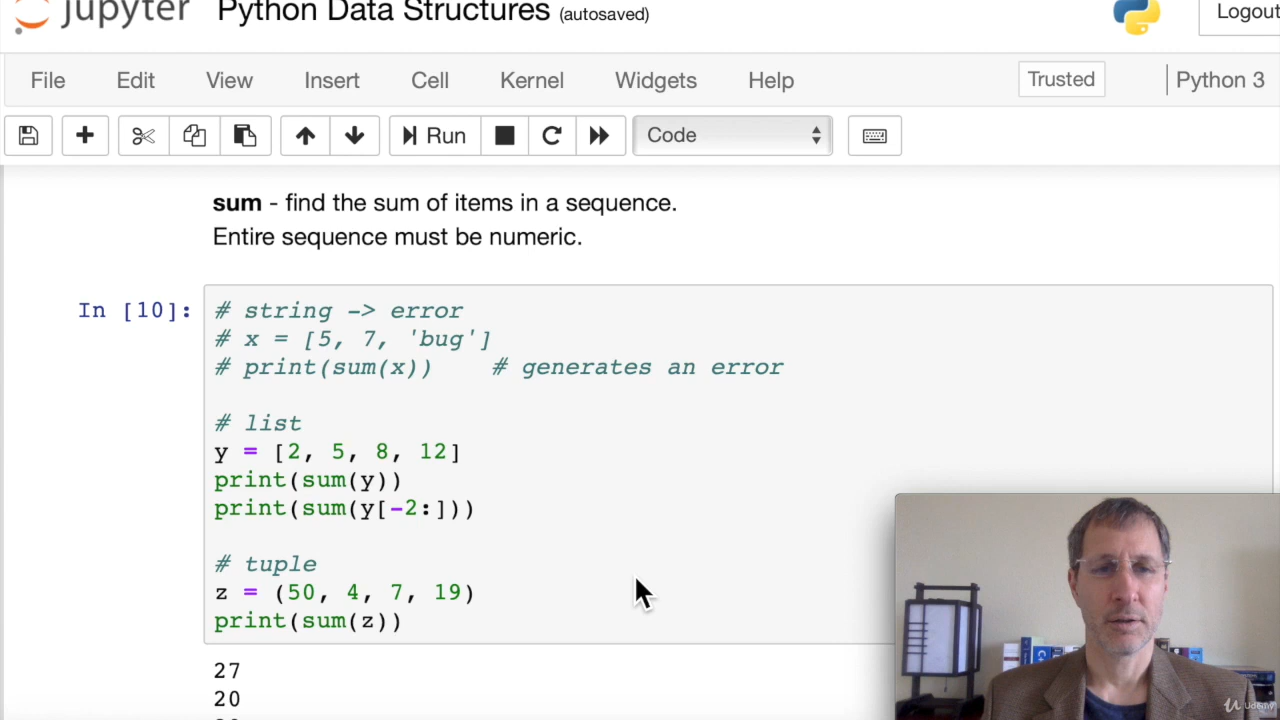 jupyter Python Data Structures (autosaved)
Logout
File Edit View Insert Cell Kernel Widgets Help Trusted Python 3
Run Code
sum - find the sum of items in a sequence.
Entire sequence must be numeric.
In [10]:
# string -> error
# x = [5, 7, 'bug']
# print(sum(x)) # generates an error
# list
y = [2, 5, 8, 12]
print(sum(y))
print(sum(y[-2:]))
# tuple
z = (50, 4, 7, 19)
print(sum(z))
27
20
Udemy